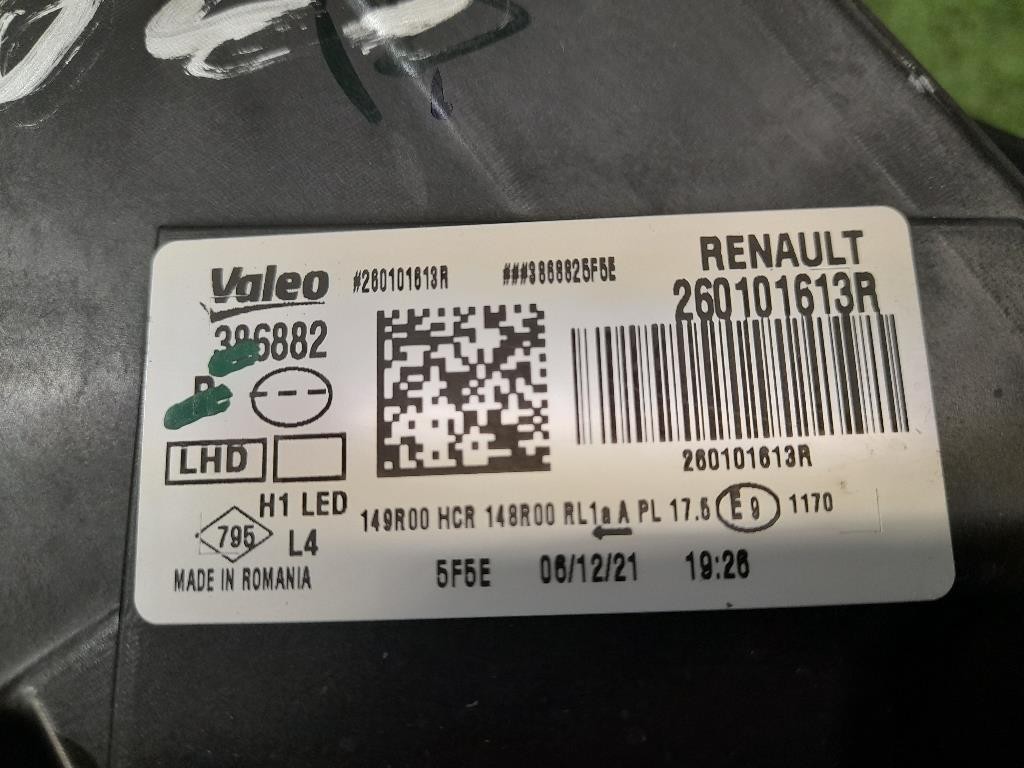 Valeo #260101613R ###3868825F5E RENAULT
386882 260101613R
LHD
260101613R
H1 LED
149R00 HCR 148R00 RL1a A PL 17.5 E9 1170
795 L4
MADE IN ROMANIA 5F5E 06/12/21 19:26